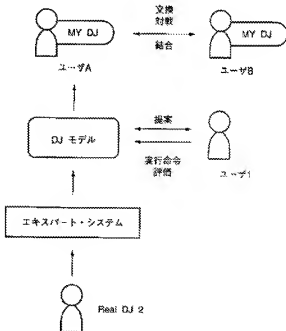 MY DJ
交換
対戦
結合
MY DJ
ユーザA
ユーザB
DJ モデル
提案
実行命令
評価
ユーザ1
エキスパート・システム
Real DJ 2